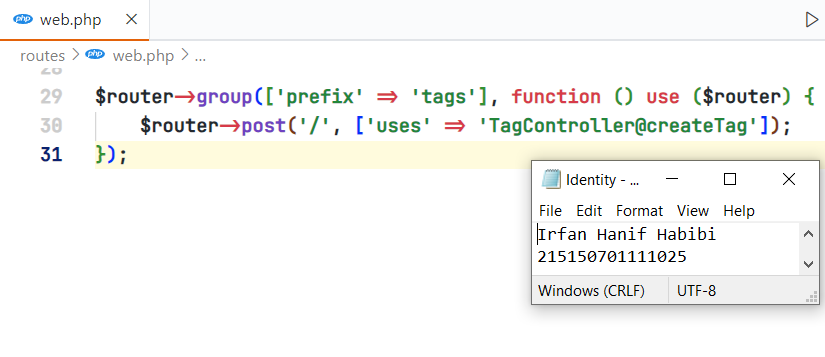 php web.php
routes > php web.php > ...
28
29 $router->group(['prefix' => 'tags'], function () use ($router) {
30 $router->post('/', ['uses' => 'TagController@createTag']);
31 });
Identity - ...
File Edit Format View Help
Irfan Hanif Habibi
215150701111025
Windows (CRLF) UTF-8